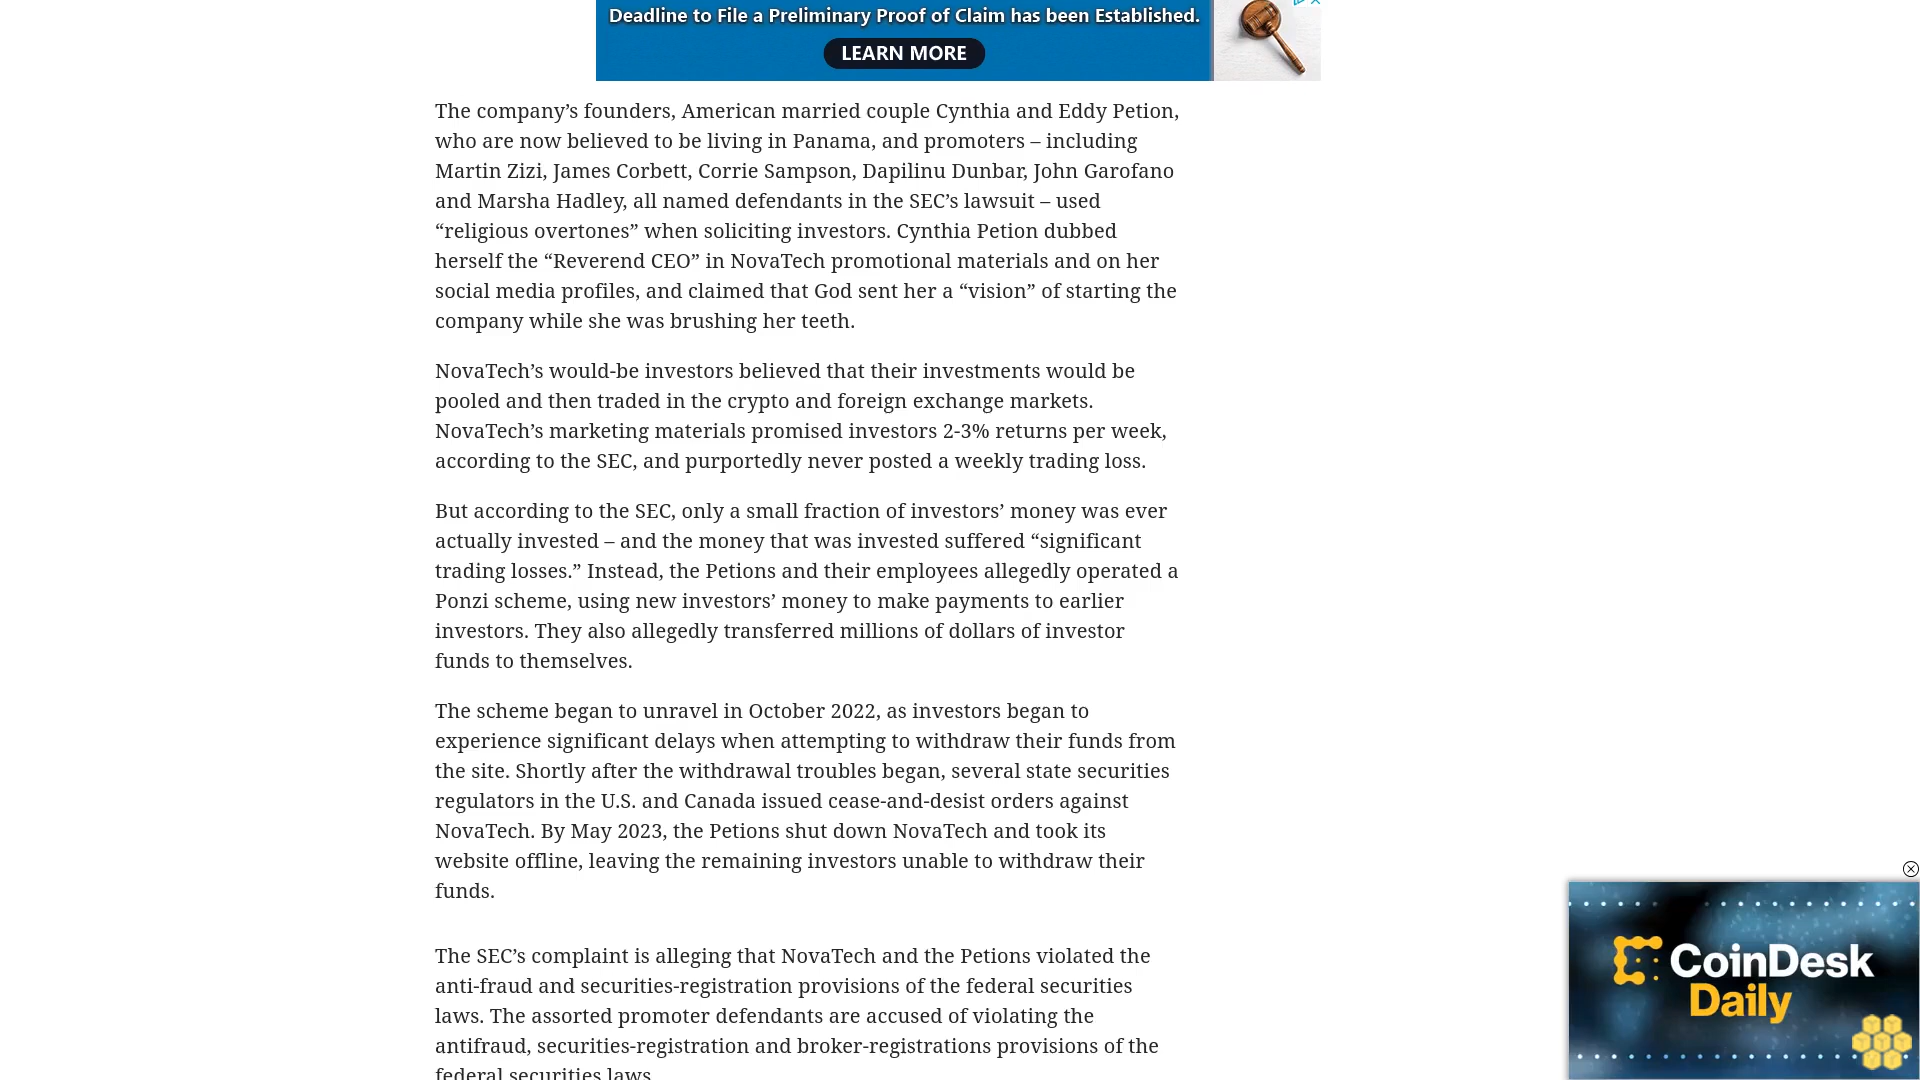 Deadline to File a Preliminary Proof of Claim has been Established.
LEARN MORE
The company’s founders, American married couple Cynthia and Eddy Petion,
who are now believed to be living in Panama, and promoters – including
Martin Zizi, James Corbett, Corrie Sampson, Dapilinu Dunbar, John Garofano
and Marsha Hadley, all named defendants in the SEC’s lawsuit – used
“religious overtones” when soliciting investors. Cynthia Petion dubbed
herself the “Reverend CEO” in NovaTech promotional materials and on her
social media profiles, and claimed that God sent her a “vision” of starting the
company while she was brushing her teeth.
NovaTech’s would-be investors believed that their investments would be
pooled and then traded in the crypto and foreign exchange markets.
NovaTech’s marketing materials promised investors 2-3% returns per week,
according to the SEC, and purportedly never posted a weekly trading loss.
But according to the SEC, only a small fraction of investors’ money was ever
actually invested – and the money that was invested suffered “significant
trading losses.” Instead, the Petions and their employees allegedly operated a
Ponzi scheme, using new investors’ money to make payments to earlier
investors. They also allegedly transferred millions of dollars of investor
funds to themselves.
The scheme began to unravel in October 2022, as investors began to
experience significant delays when attempting to withdraw their funds from
the site. Shortly after the withdrawal troubles began, several state securities
regulators in the U.S. and Canada issued cease-and-desist orders against
NovaTech. By May 2023, the Petions shut down NovaTech and took its
website offline, leaving the remaining investors unable to withdraw their
funds.
The SEC’s complaint is alleging that NovaTech and the Petions violated the
anti-fraud and securities-registration provisions of the federal securities
laws. The assorted promoter defendants are accused of violating the
antifraud, securities-registration and broker-registrations provisions of the
federal securities laws.
CoinDesk
Daily